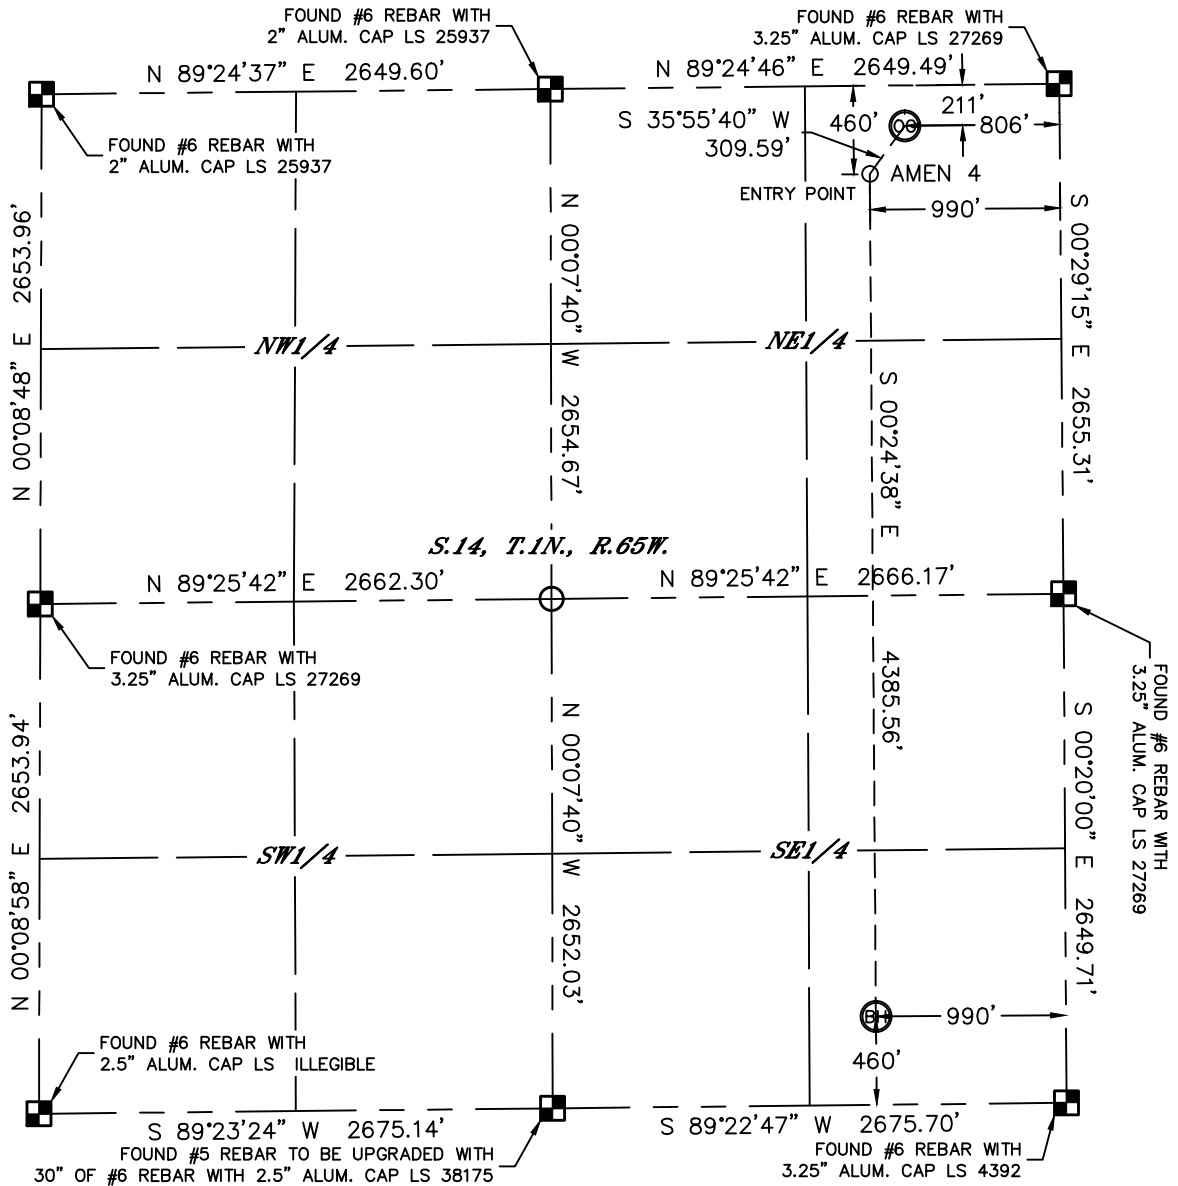 FOUND #6 REBAR WITH
2" ALUM. CAP LS 25937
FOUND #6 REBAR WITH
3.25" ALUM. CAP LS 27269
N 89°24'37" E 2649.60'
N 89°24'46" E 2649.49'
FOUND #6 REBAR WITH
2" ALUM. CAP LS 25937
S 35°55'40" W
309.59'
460'
OG
211'
806'
ENTRY POINT
AMEN 4
990'
N 00°08'48" E 2653.96'
N 00°07'40" W 2654.67'
S 00°29'15" E 2655.31'
NW1/4
NE1/4
S 00°24'38" E 4385.56'
S.14, T.1N., R.65W.
N 89°25'42" E 2662.30'
N 89°25'42" E 2666.17'
FOUND #6 REBAR WITH
3.25" ALUM. CAP LS 27269
FOUND #6 REBAR WITH
3.25" ALUM. CAP LS 27269
N 00°08'58" E 2653.94'
N 00°07'40" W 2652.03'
S 00°20'00" E 2649.71'
SW1/4
SE1/4
BH
990'
460'
FOUND #6 REBAR WITH
2.5" ALUM. CAP LS ILLEGIBLE
S 89°23'24" W 2675.14'
S 89°22'47" W 2675.70'
FOUND #5 REBAR TO BE UPGRADED WITH
30" OF #6 REBAR WITH 2.5" ALUM. CAP LS 38175
FOUND #6 REBAR WITH
3.25" ALUM. CAP LS 4392